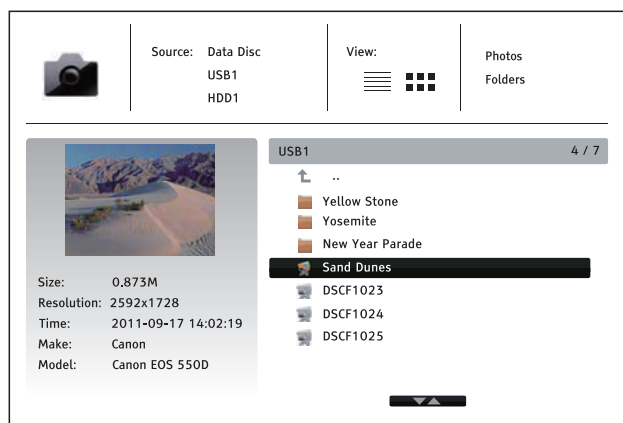 Source: Data Disc
USB1
HDD1
View:
Photos
Folders
USB1 4 / 7
..
Yellow Stone
Yosemite
New Year Parade
Sand Dunes
DSCF1023
DSCF1024
DSCF1025
Size: 0.873M
Resolution: 2592x1728
Time: 2011-09-17 14:02:19
Make: Canon
Model: Canon EOS 550D